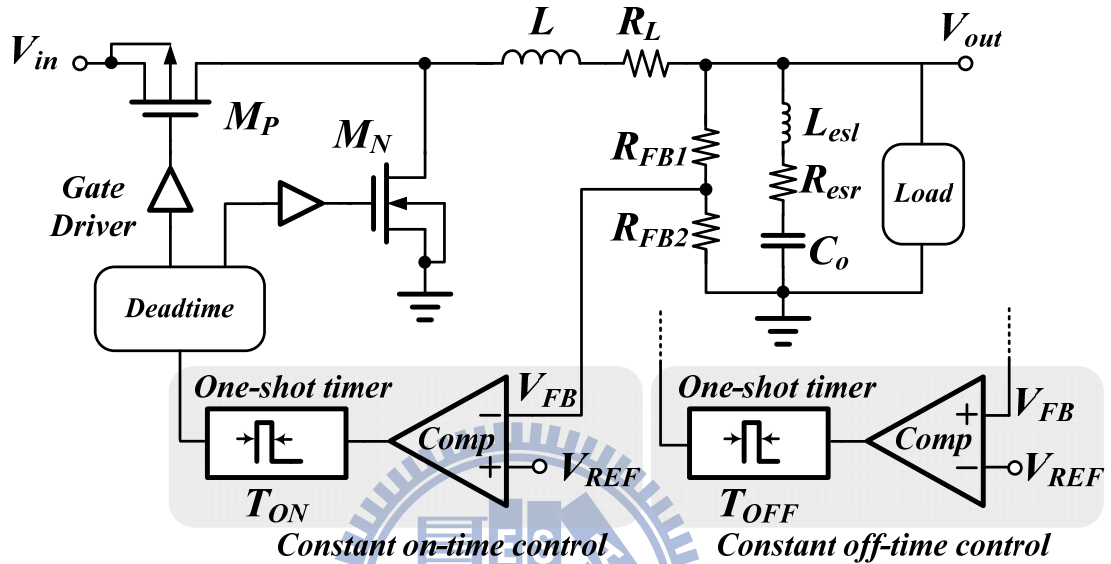 V_in
M_P
Gate
Driver
M_N
L
R_L
V_out
R_FB1
R_FB2
L_esl
R_esr
C_o
Load
Deadtime
One-shot timer
T_ON
Comp
−
+
V_FB
V_REF
Constant on-time control
One-shot timer
T_OFF
Comp
+
−
V_FB
V_REF
Constant off-time control
E S